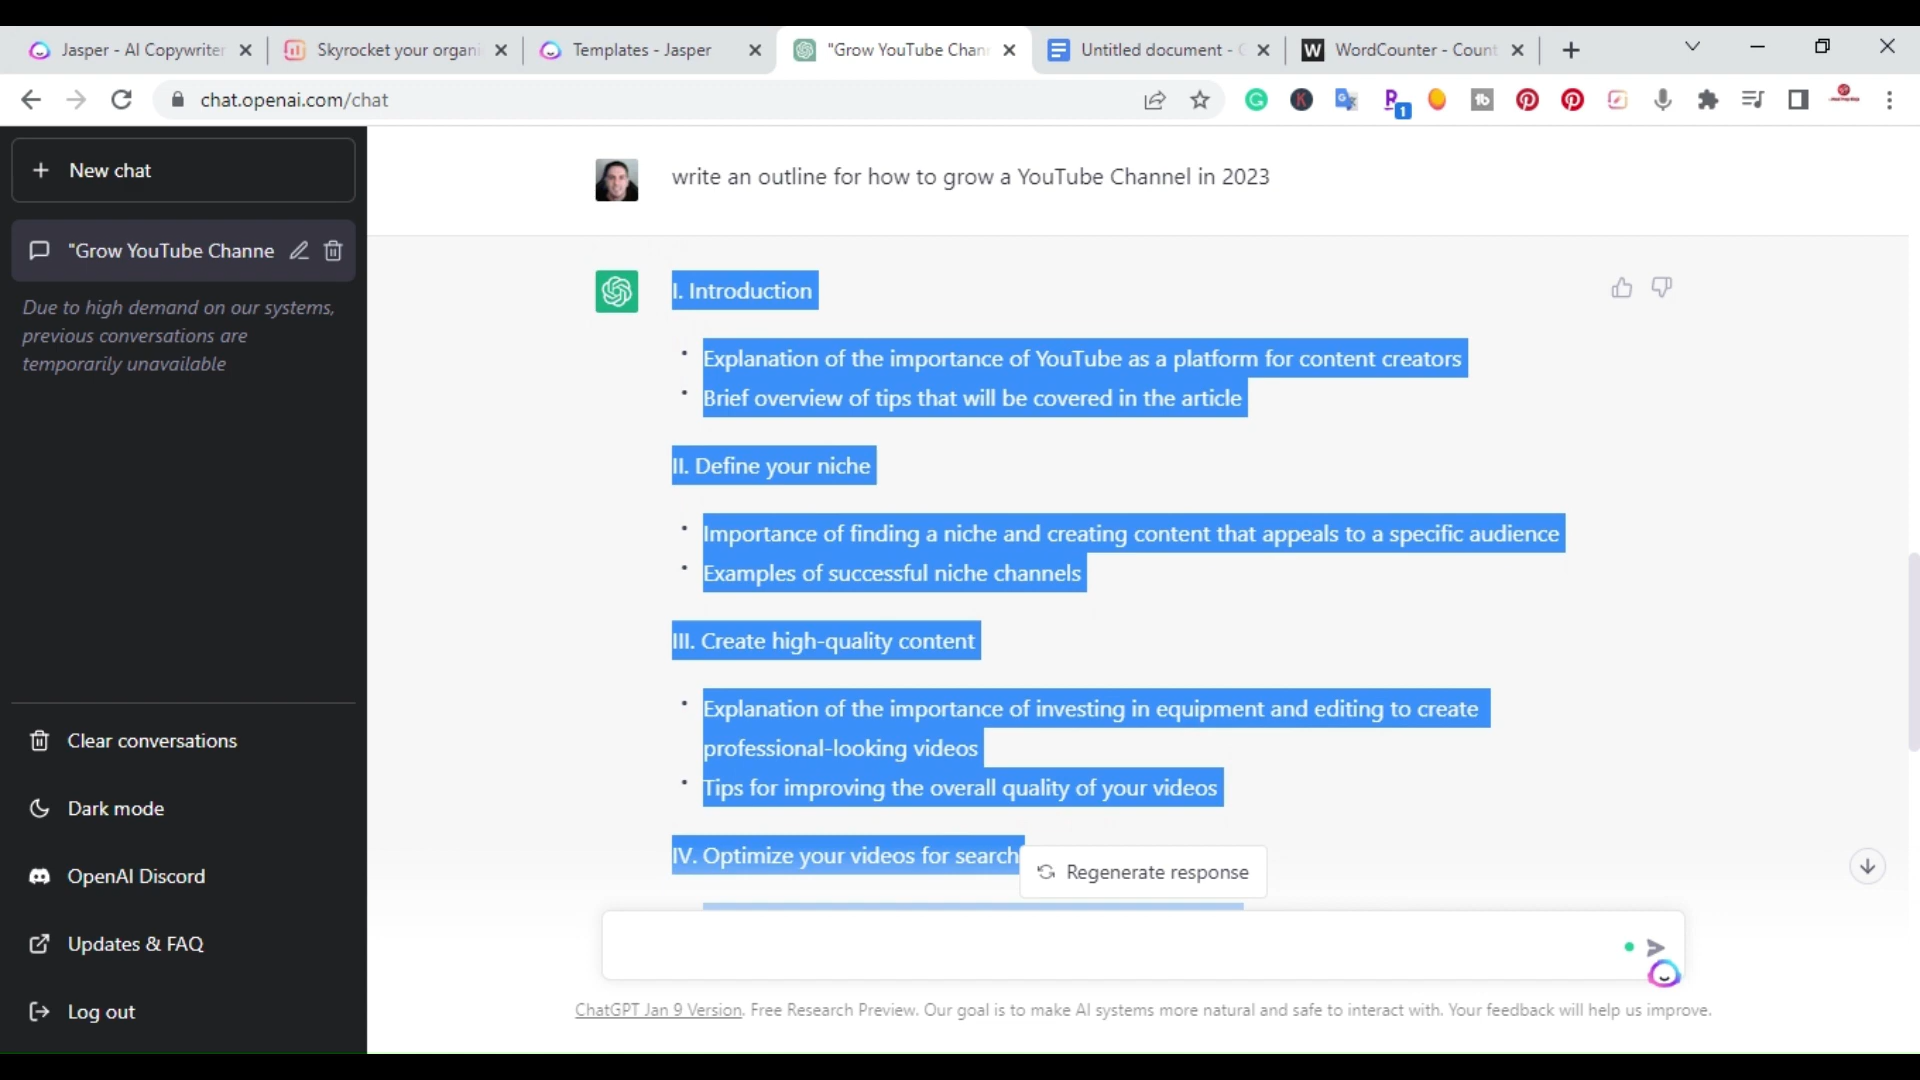 Jasper - AI Copywriter
Skyrocket your organi
Templates - Jasper
"Grow YouTube Chann
Untitled document -
WordCounter - Count
chat.openai.com/chat
1
New chat
"Grow YouTube Channe
Due to high demand on our systems,
previous conversations are
temporarily unavailable
Clear conversations
Dark mode
OpenAI Discord
Updates & FAQ
Log out
write an outline for how to grow a YouTube Channel in 2023
I. Introduction
Explanation of the importance of YouTube as a platform for content creators
Brief overview of tips that will be covered in the article
II. Define your niche
Importance of finding a niche and creating content that appeals to a specific audience
Examples of successful niche channels
III. Create high-quality content
Explanation of the importance of investing in equipment and editing to create
professional-looking videos
Tips for improving the overall quality of your videos
IV. Optimize your videos for search
Regenerate response
ChatGPT Jan 9 Version. Free Research Preview. Our goal is to make AI systems more natural and safe to interact with. Your feedback will help us improve.